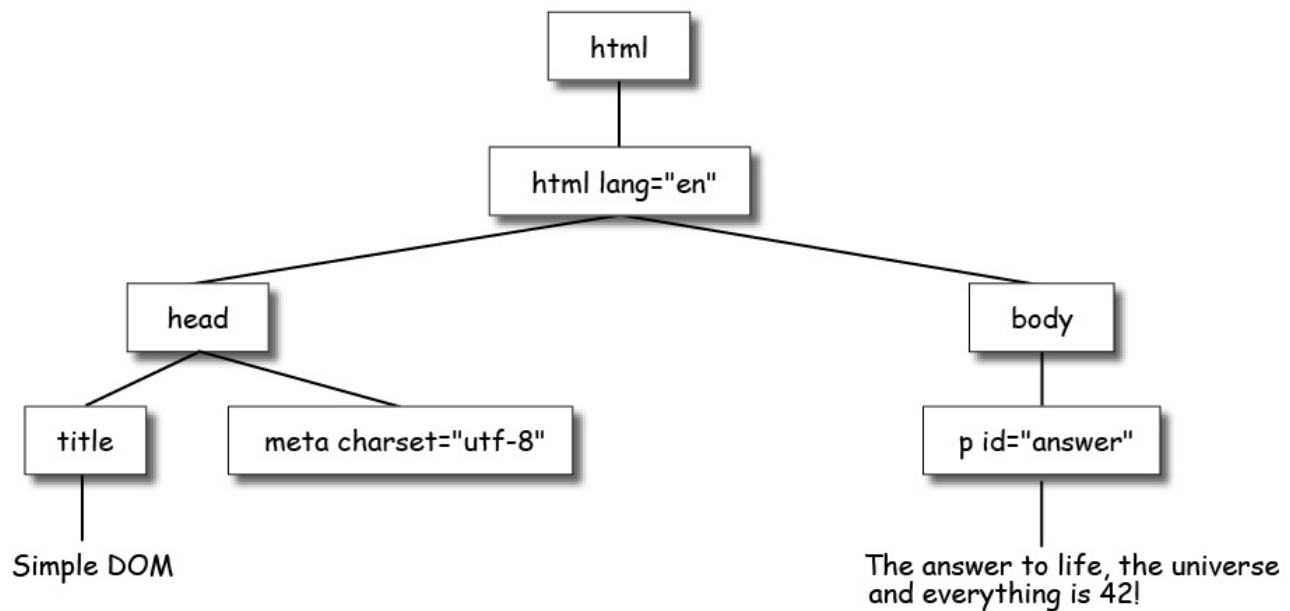 html
html lang="en"
head
body
title
meta charset="utf-8"
p id="answer"
Simple DOM
The answer to life, the universe
and everything is 42!